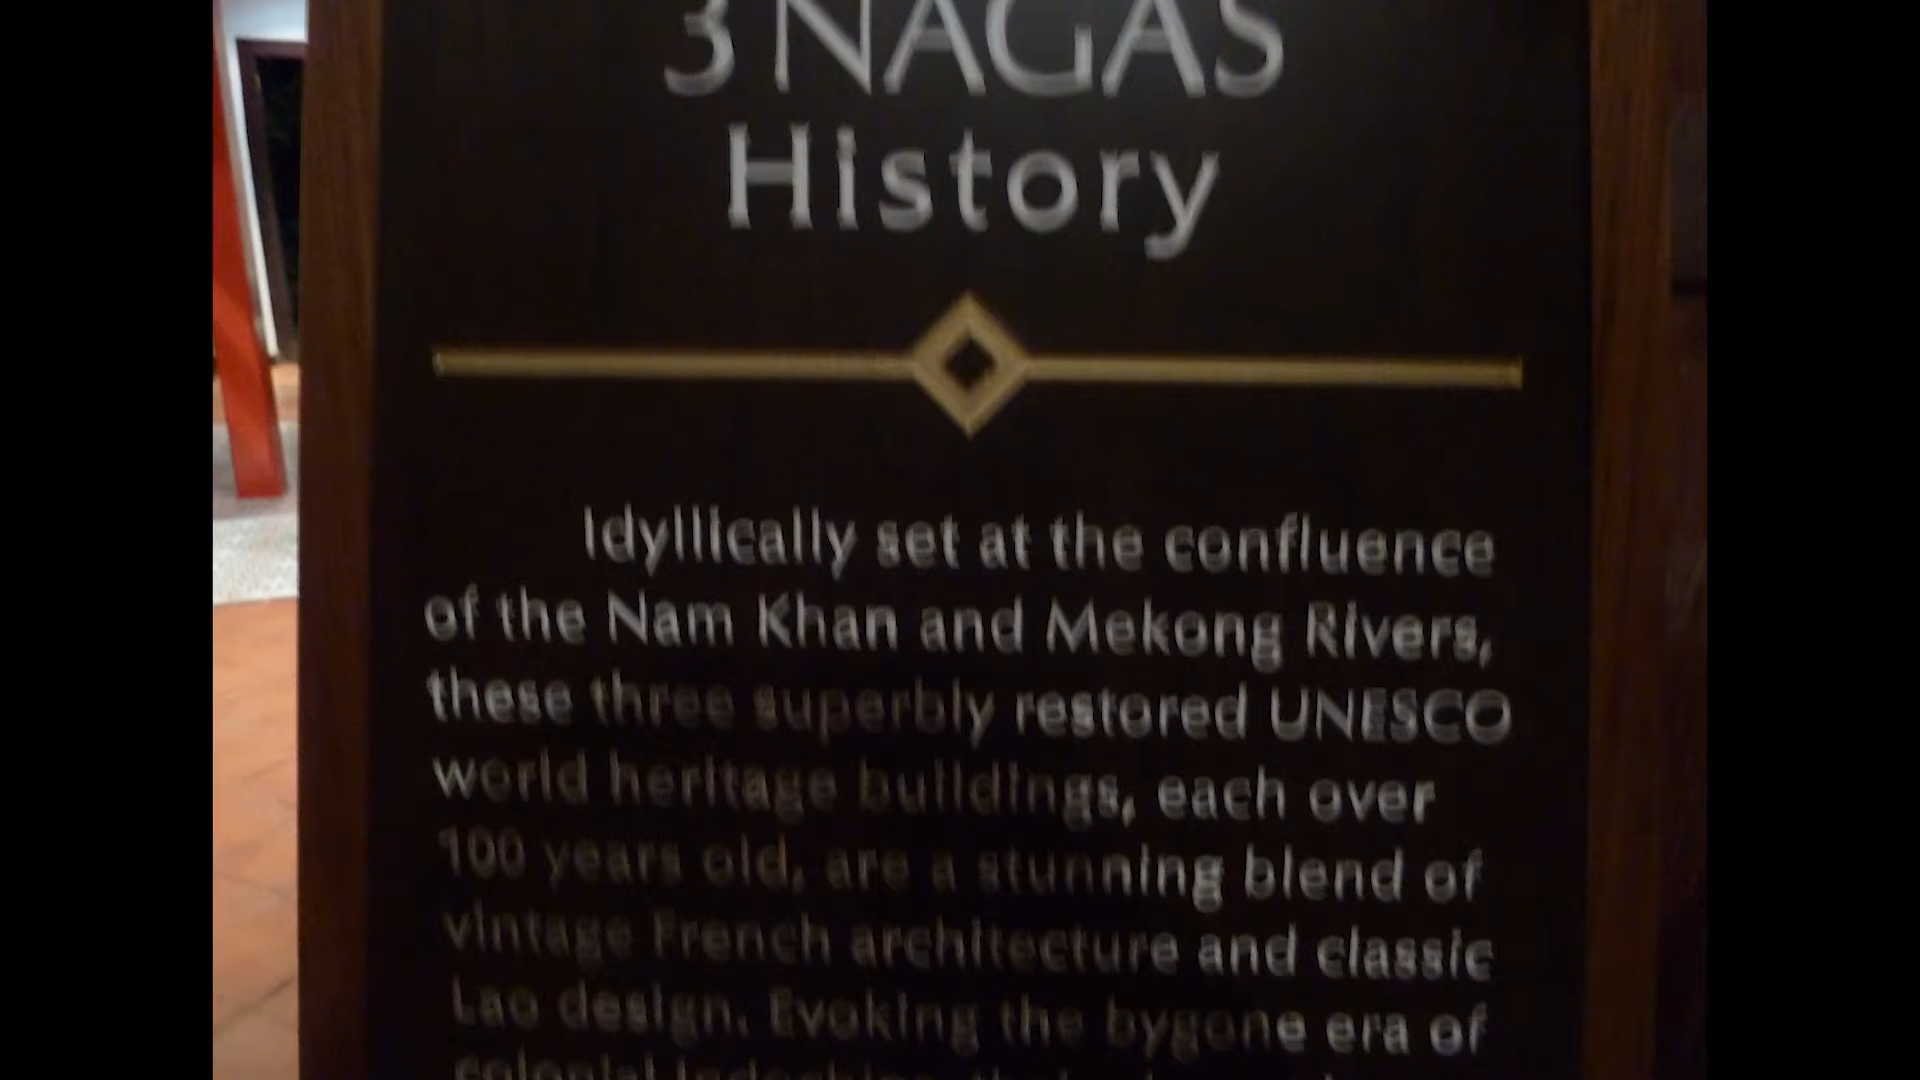 3 NAGAS
History
Idyllically set at the confluence
of the Nam Khan and Mekong Rivers,
these three superbly restored UNESCO
world heritage buildings, each over
100 years old, are a stunning blend of
vintage French architecture and classic
Lao design. Evoking the bygone era of
colonial Indochina